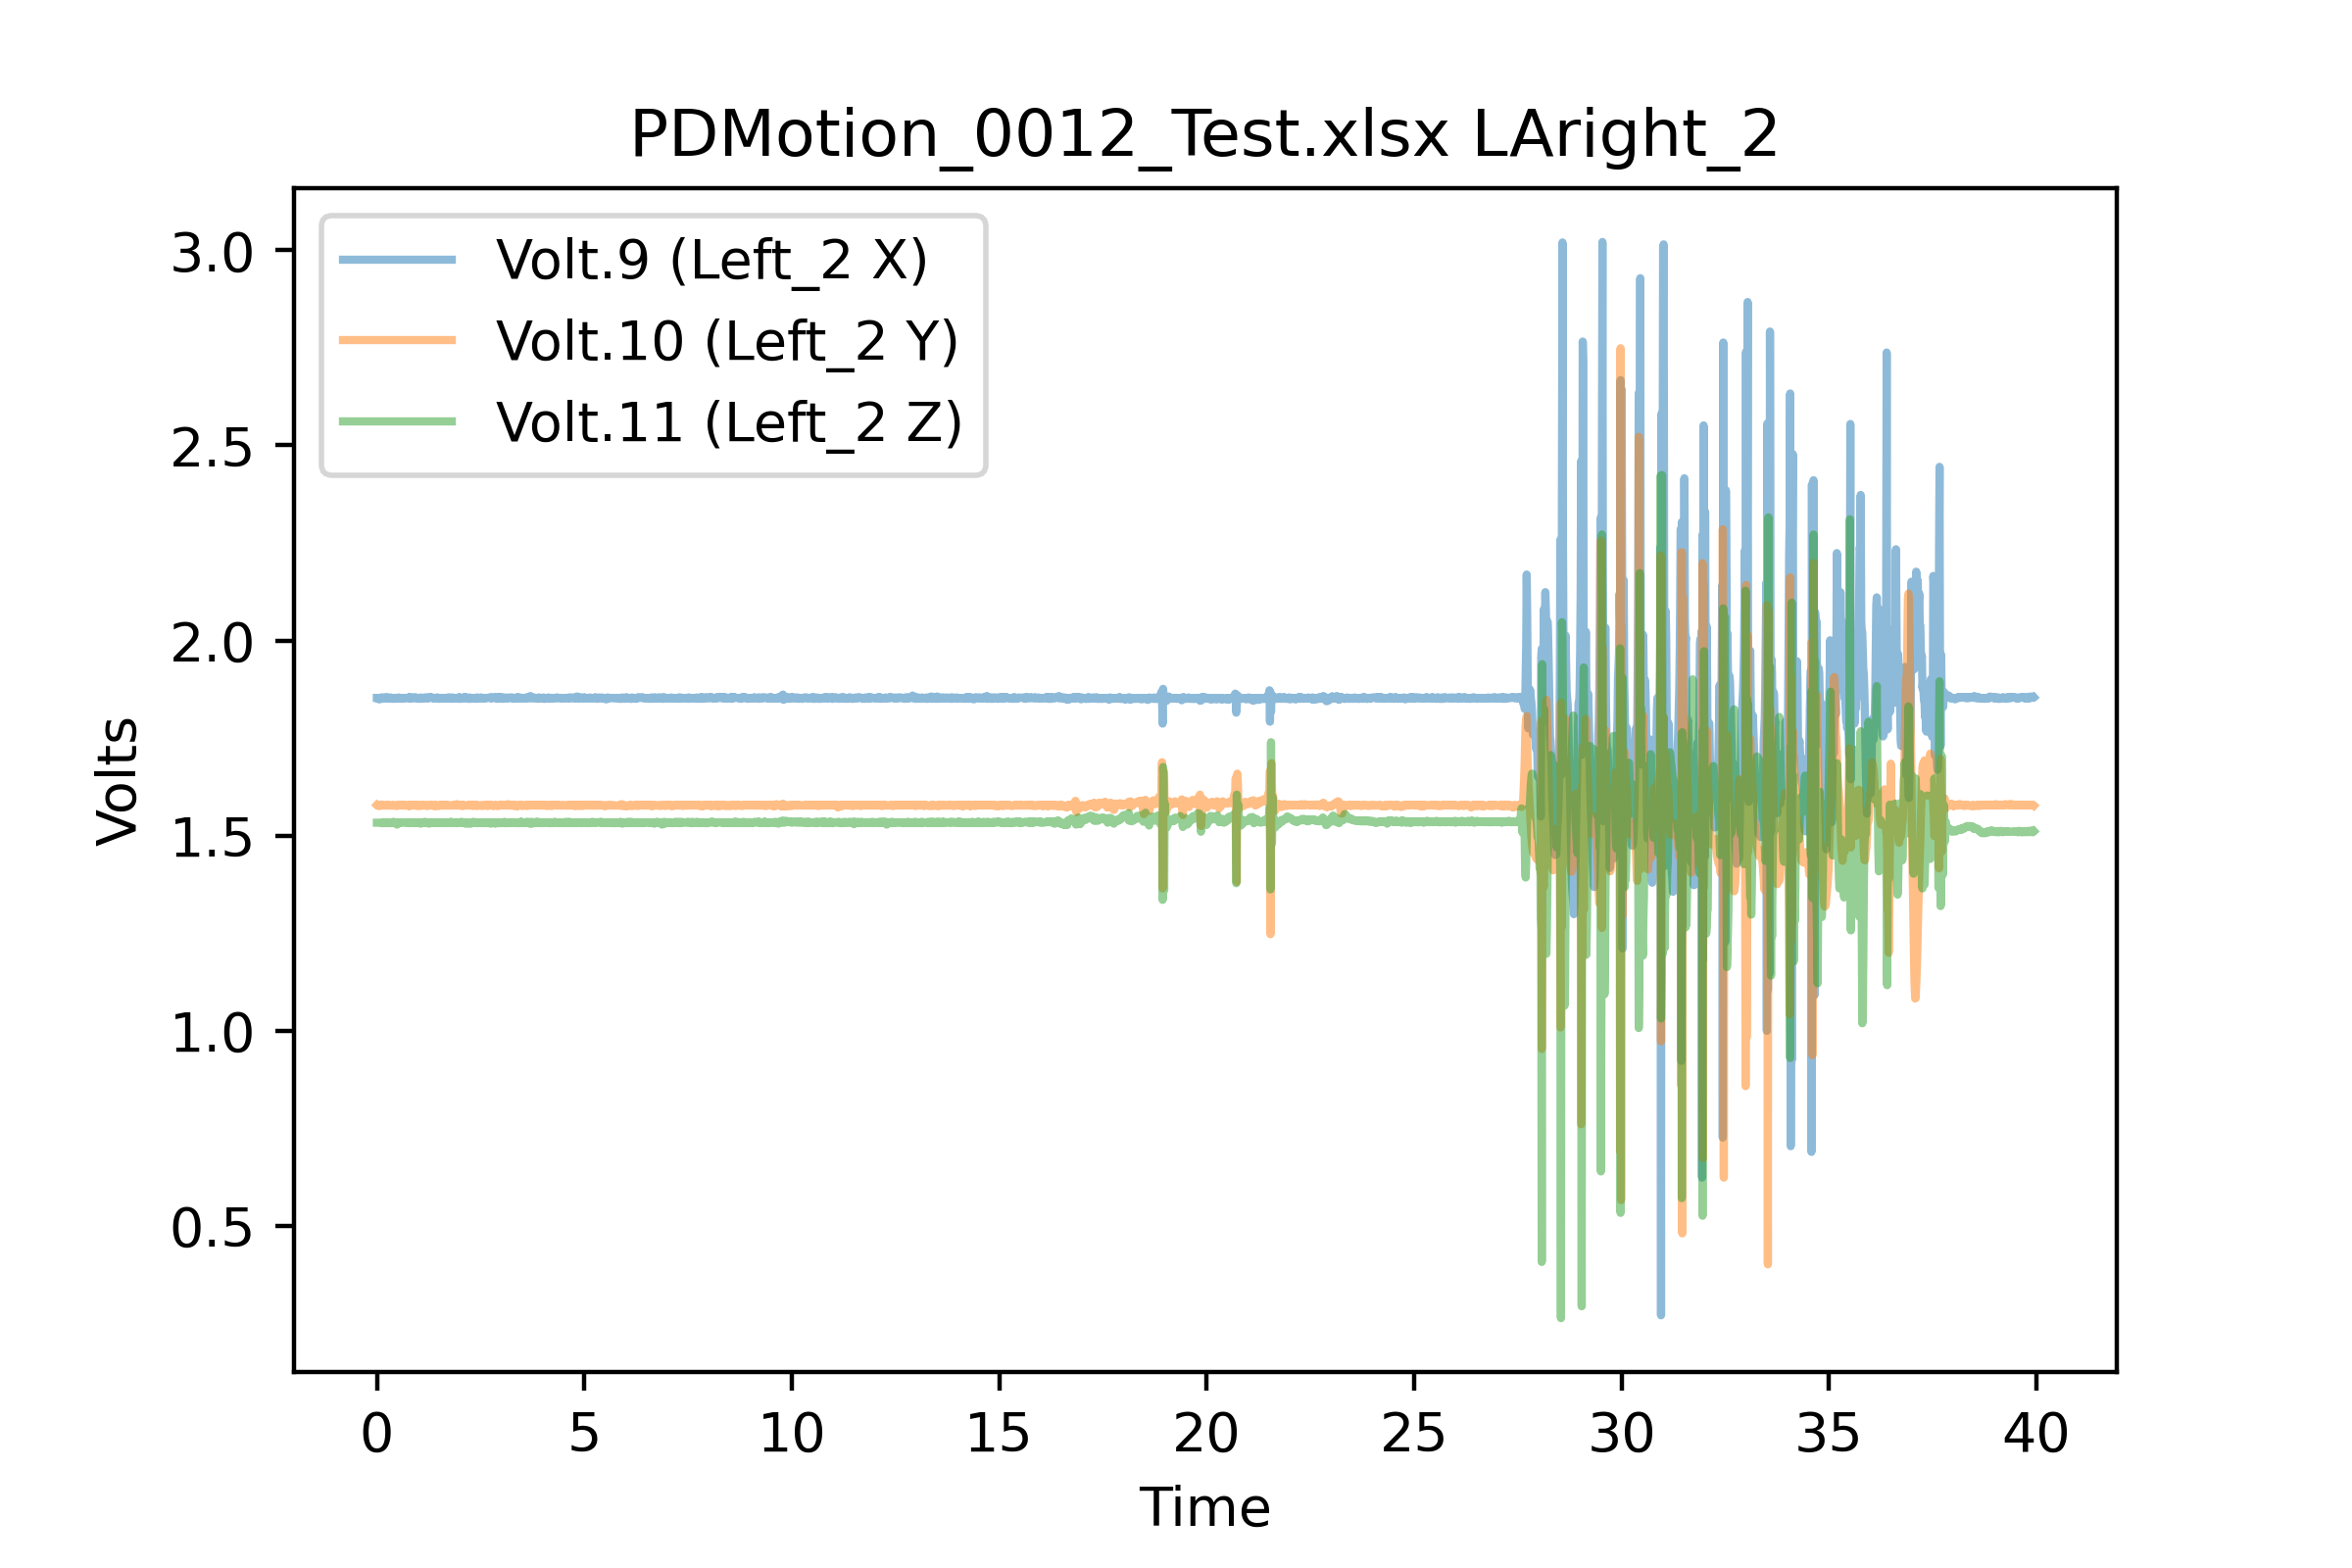 PDMotion_0012_Test.xlsx LAright_2
Volt.9 (Left_2 X)
Volt.10 (Left_2 Y)
Volt.11 (Left_2 Z)
3.0
2.5
2.0
1.5
1.0
0.5
Volts
0 5 10 15 20 25 30 35 40
Time